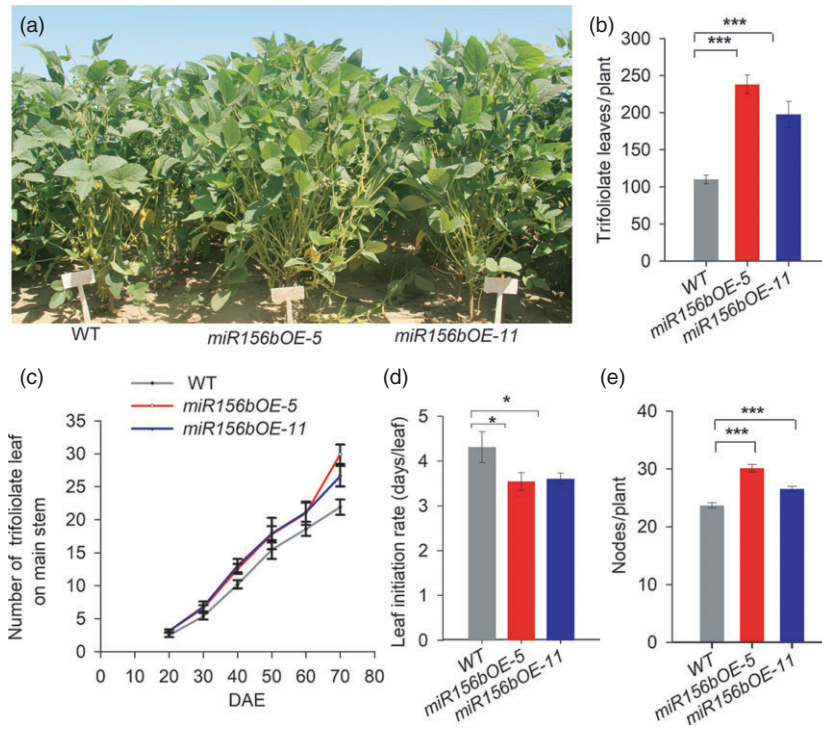 (a)
WT
miR156bOE-5
miR156bOE-11
(b)
Trifoliolate leaves/plant
300
250
200
150
100
50
0
***
***
WT
miR156bOE-5
miR156bOE-11
(c)
WT
miR156bOE-5
miR156bOE-11
Number of trifoliolate leaf
on main stem
35
30
25
20
15
10
5
0
0
10
20
30
40
50
60
70
80
DAE
(d)
Leaf initiation rate (days/leaf)
5
4
3
2
1
0
*
*
WT
miR156bOE-5
miR156bOE-11
(e)
Nodes/plant
40
30
20
10
0
***
***
WT
miR156bOE-5
miR156bOE-11